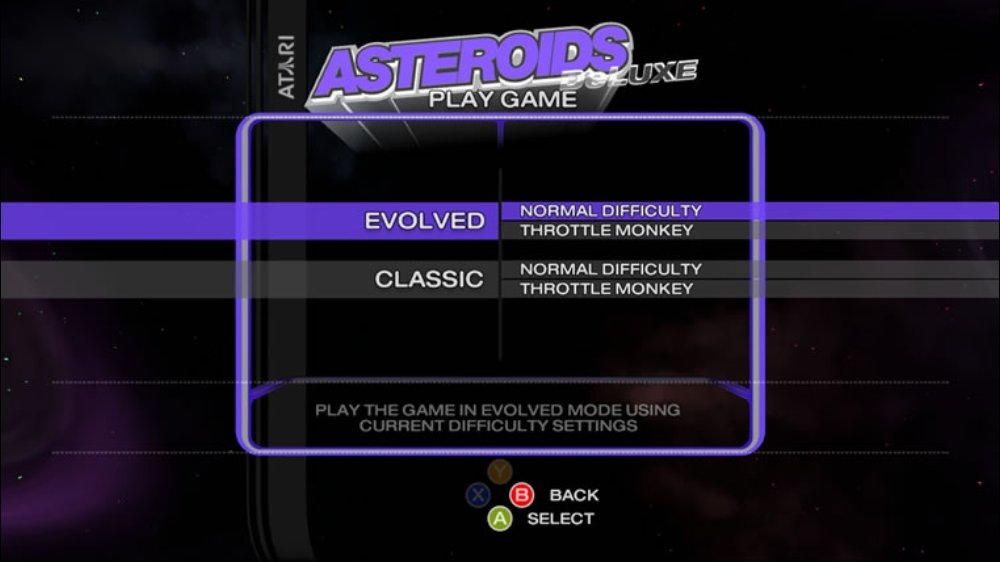 ATARI
ASTEROIDS
DeLUXE
PLAY GAME
EVOLVED
NORMAL DIFFICULTY
THROTTLE MONKEY
CLASSIC
NORMAL DIFFICULTY
THROTTLE MONKEY
PLAY THE GAME IN EVOLVED MODE USING
CURRENT DIFFICULTY SETTINGS
Y
X B BACK
A SELECT